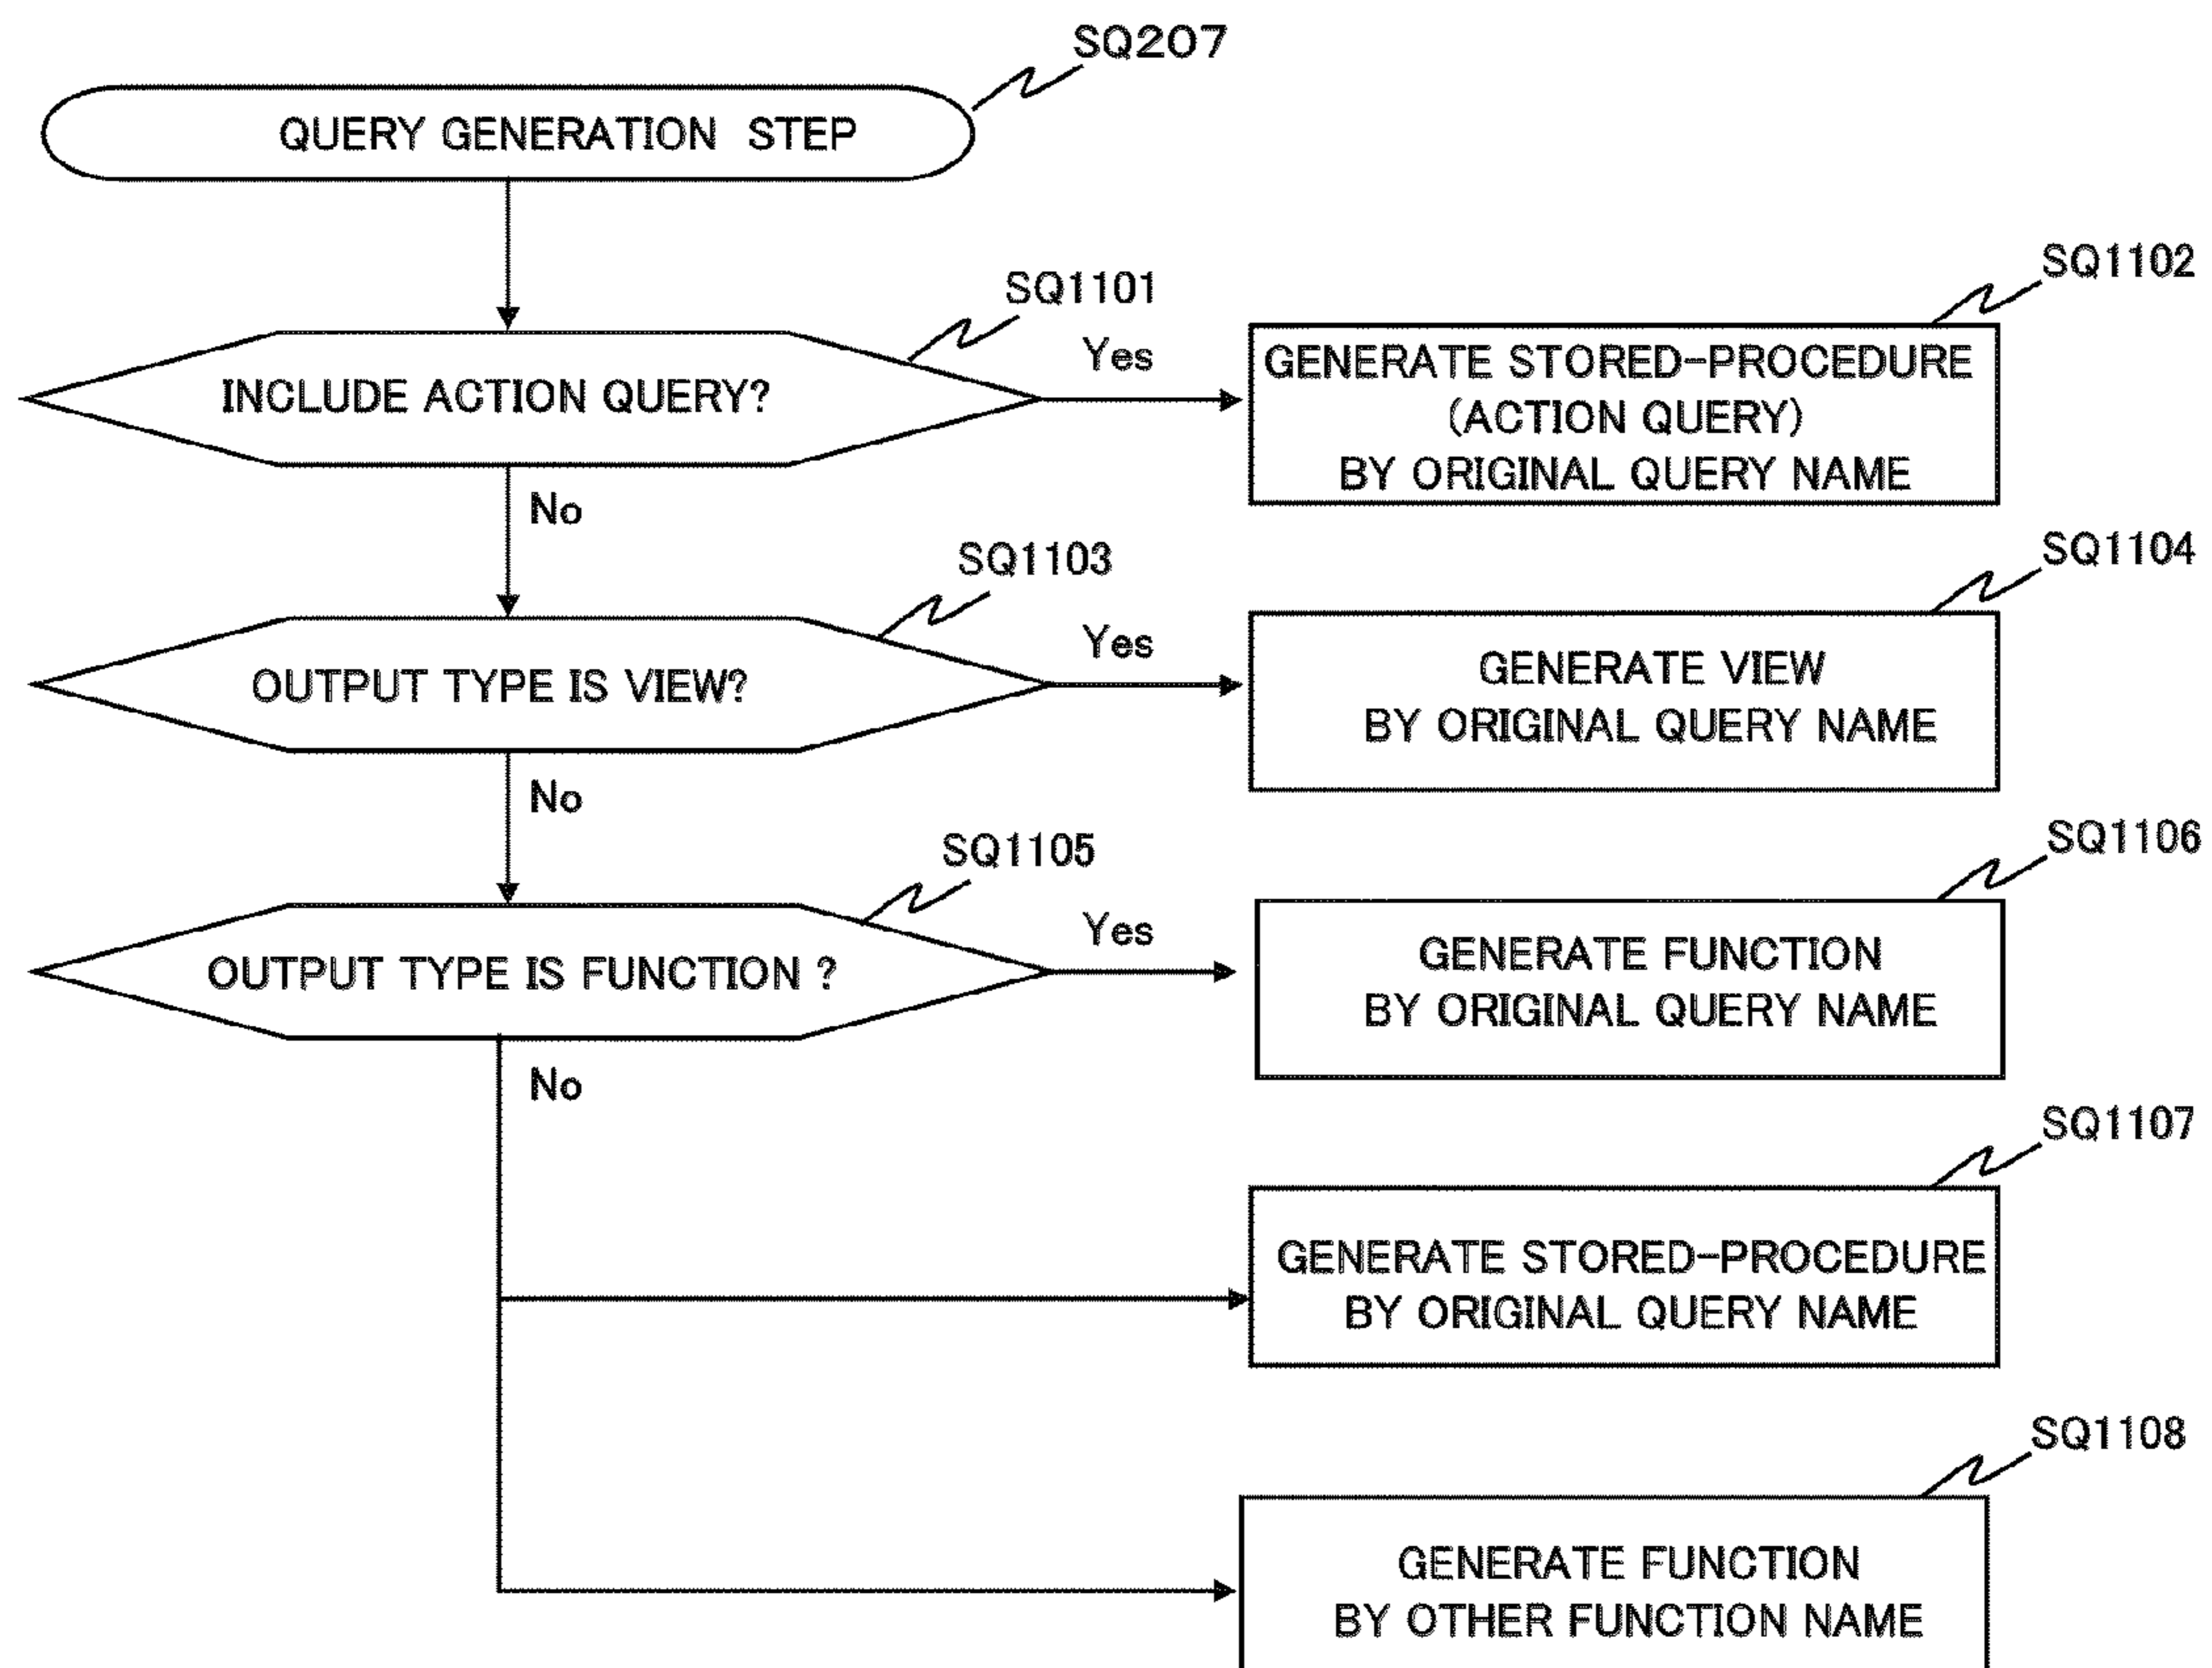 SQ207
QUERY GENERATION STEP
SQ1101
INCLUDE ACTION QUERY?
Yes
No
SQ1102
GENERATE STORED-PROCEDURE
(ACTION QUERY)
BY ORIGINAL QUERY NAME
SQ1103
OUTPUT TYPE IS VIEW?
Yes
No
SQ1104
GENERATE VIEW
BY ORIGINAL QUERY NAME
SQ1105
OUTPUT TYPE IS FUNCTION ?
Yes
No
SQ1106
GENERATE FUNCTION
BY ORIGINAL QUERY NAME
SQ1107
GENERATE STORED-PROCEDURE
BY ORIGINAL QUERY NAME
SQ1108
GENERATE FUNCTION
BY OTHER FUNCTION NAME